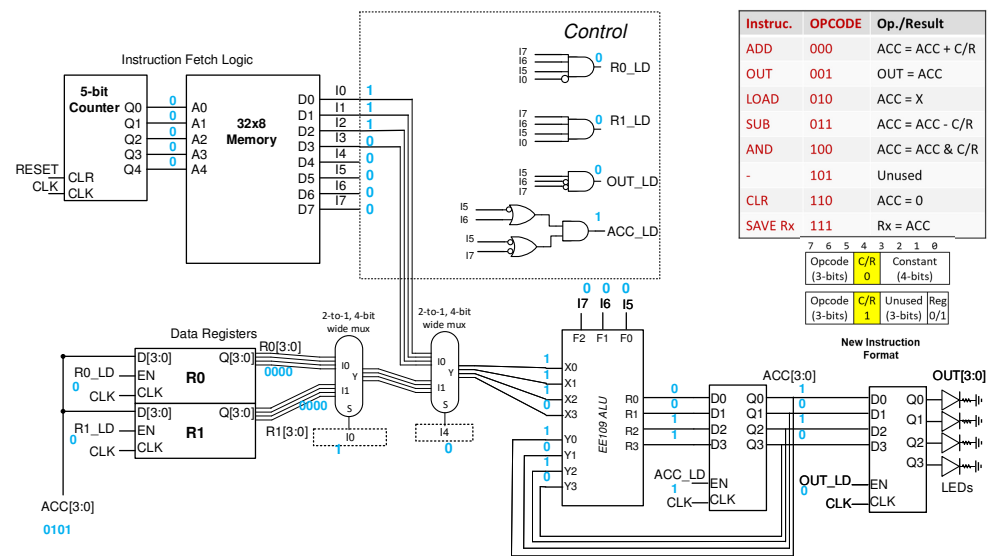 Control
Instruction Fetch Logic
5-bit
Counter
Q0
Q1
Q2
Q3
Q4
0
0
0
0
0
A0
A1
A2
A3
A4
32x8
Memory
D0
D1
D2
D3
D4
D5
D6
D7
I0 1
I1 1
I2 1
I3 0
I4 0
I5 0
I6 0
I7 0
RESET
CLR
CLK
CLK
I7
I6
I5
I0
0
R0_LD
I7
I6
I5
I0
0
R1_LD
I5
I6
I7
0
OUT_LD
I5
I6
I5
I7
1
ACC_LD
Instruc. OPCODE Op./Result
ADD 000 ACC = ACC + C/R
OUT 001 OUT = ACC
LOAD 010 ACC = X
SUB 011 ACC = ACC - C/R
AND 100 ACC = ACC & C/R
- 101 Unused
CLR 110 ACC = 0
SAVE Rx 111 Rx = ACC
7 6 5 4 3 2 1 0
Opcode C/R Constant
(3-bits) 0 (4-bits)
Opcode C/R Unused Reg
(3-bits) 1 (3-bits) 0/1
New Instruction
Format
Data Registers
D[3:0] Q[3:0]
R0_LD
0
EN
R0
CLK
CLK
D[3:0] Q[3:0]
R1_LD
0
EN
R1
CLK
CLK
ACC[3:0]
0101
R0[3:0]
0000
0000
R1[3:0]
2-to-1, 4-bit
wide mux
I0
Y
I1
S
I0
1
2-to-1, 4-bit
wide mux
I0
Y
I1
S
I4
0
0 0 0
I7 I6 I5
F2 F1 F0
1 X0
1 X1
1 X2
0 X3
1 Y0
0 Y1
1 Y2
0 Y3
EE109 ALU
R0
R1
R2
R3
0
0
1
1
D0
D1
D2
D3
Q0
Q1
Q2
Q3
ACC_LD
1
EN
CLK
CLK
ACC[3:0]
1
0
1
0
D0
D1
D2
D3
Q0
Q1
Q2
Q3
OUT_LD
0
EN
CLK
CLK
OUT[3:0]
LEDs